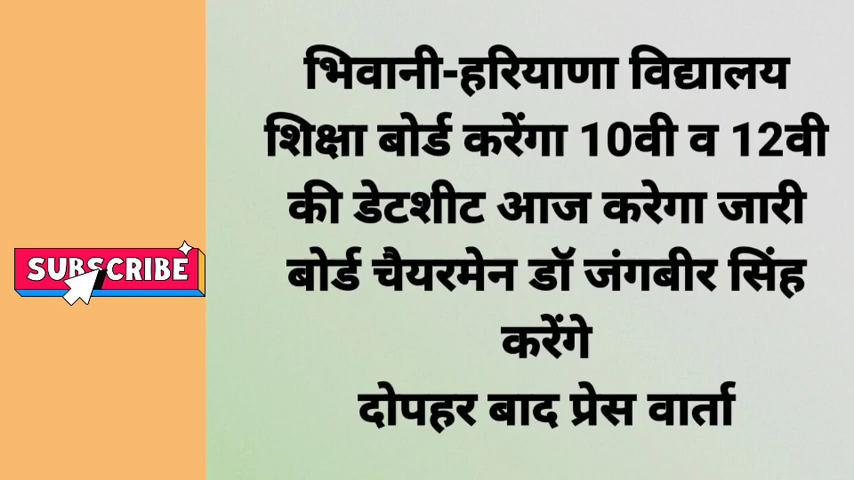 भिवानी-हरियाणा विद्यालय
शिक्षा बोर्ड करेंगा 10वी व 12वी
की डेटशीट आज करेगा जारी
बोर्ड चैयरमेन डॉ जंगबीर सिंह
करेंगे
दोपहर बाद प्रेस वार्ता
SUBSCRIBE